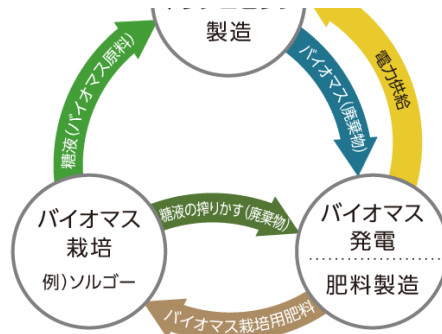 製造
糖液(バイオマス原料)
バイオマス(廃棄物)
電力供給
糖液の搾りかす(廃棄物)
バイオマス
栽培
例)ソルゴー
バイオマス
発電
肥料製造
バイオマス栽培用肥料